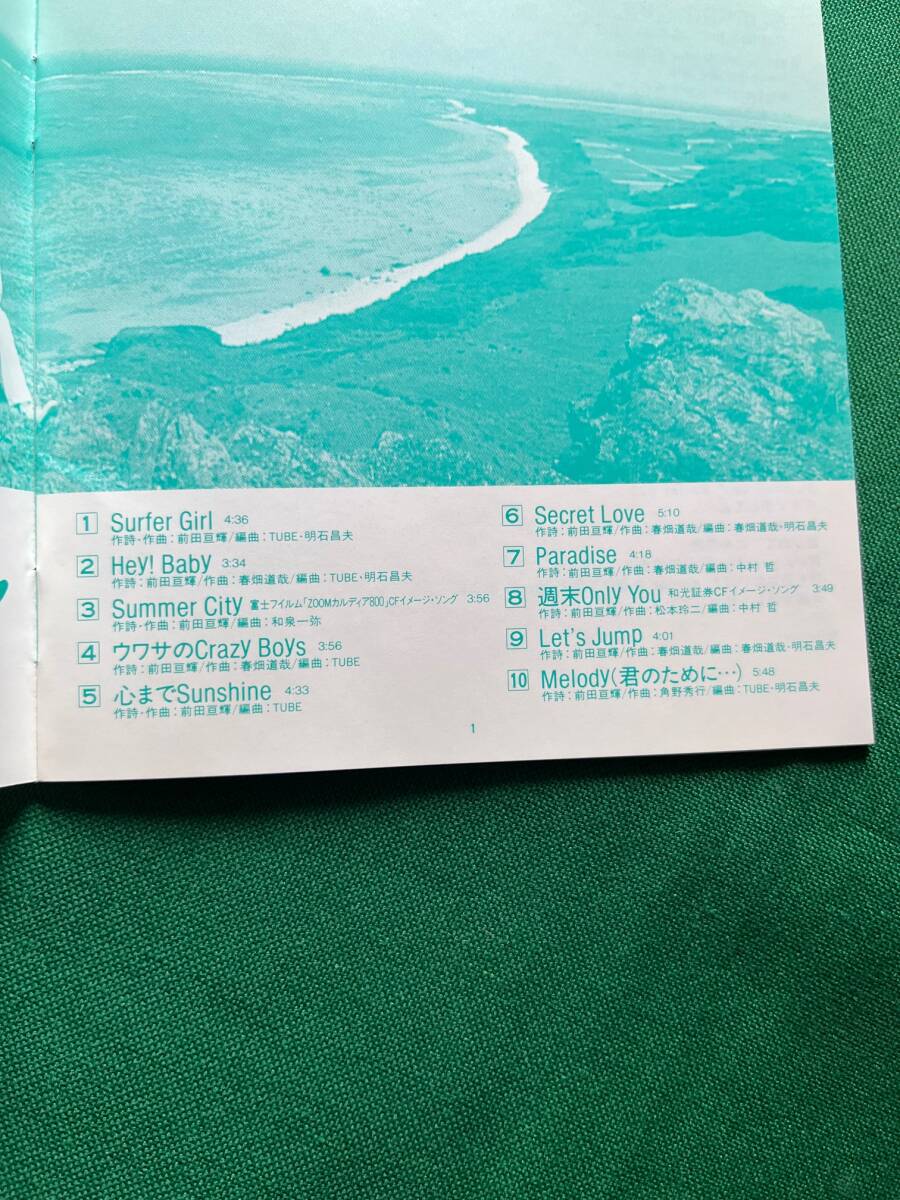 1 Surfer Girl 4:36
作詩・作曲：前田亘輝/編曲：TUBE・明石昌夫
2 Hey! Baby 3:34
作詩：前田亘輝/作曲：春畑道哉/編曲：TUBE・明石昌夫
3 Summer City 富士フイルム「ZOOMカルディア800」CFイメージ・ソング 3:56
作詩・作曲：前田亘輝/編曲：和泉一弥
4 ウワサのCrazy Boys 3:56
作詩：前田亘輝/作曲：春畑道哉/編曲：TUBE
5 心までSunshine 4:33
作詩・作曲：前田亘輝/編曲：TUBE
6 Secret Love 5:10
作詩：前田亘輝/作曲：春畑道哉/編曲：春畑道哉・明石昌夫
7 Paradise 4:18
作詩：前田亘輝/作曲：春畑道哉/編曲：中村 哲
8 週末Only You 和光証券CFイメージ・ソング 3:49
作詩：前田亘輝/作曲：松本玲二/編曲：中村 哲
9 Let's Jump 4:01
作詩：前田亘輝/作曲：春畑道哉/編曲：春畑道哉・明石昌夫
10 Melody(君のために…) 5:48
作詩：前田亘輝/作曲：角野秀行/編曲：TUBE・明石昌夫
1